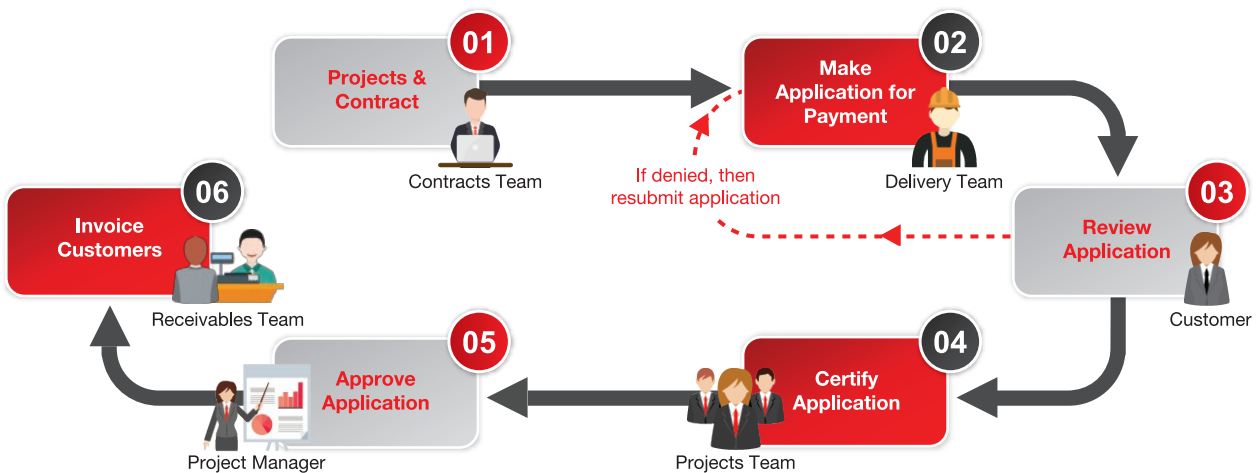 01
Projects &
Contract
Contracts Team
02
Make
Application for
Payment
Delivery Team
If denied, then
resubmit application
03
Review
Application
Customer
04
Certify
Application
Projects Team
05
Approve
Application
Project Manager
06
Invoice
Customers
Receivables Team